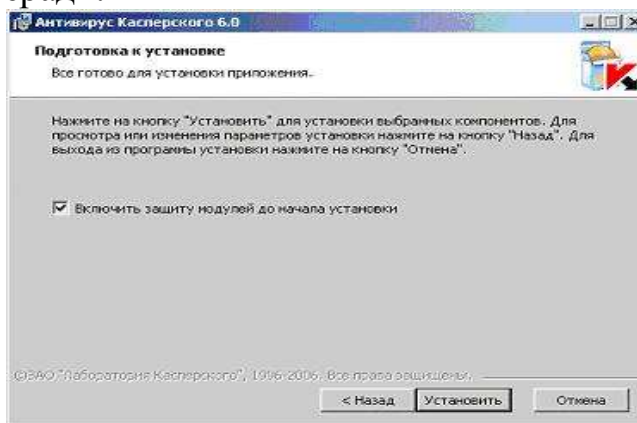 Антивирус Касперского 6.0
Подготовка к установке
Все готово для установки приложения.
Нажмите на кнопку "Установить" для установки выбранных компонентов. Для
просмотра или изменения параметров установки нажмите на кнопку "Назад". Для
выхода из программы установки нажмите на кнопку "Отмена".
Включить защиту модулей до начала установки
©ЗАО "Лаборатория Касперского", 1996-2006. Все права защищены.
< Назад Установить Отмена